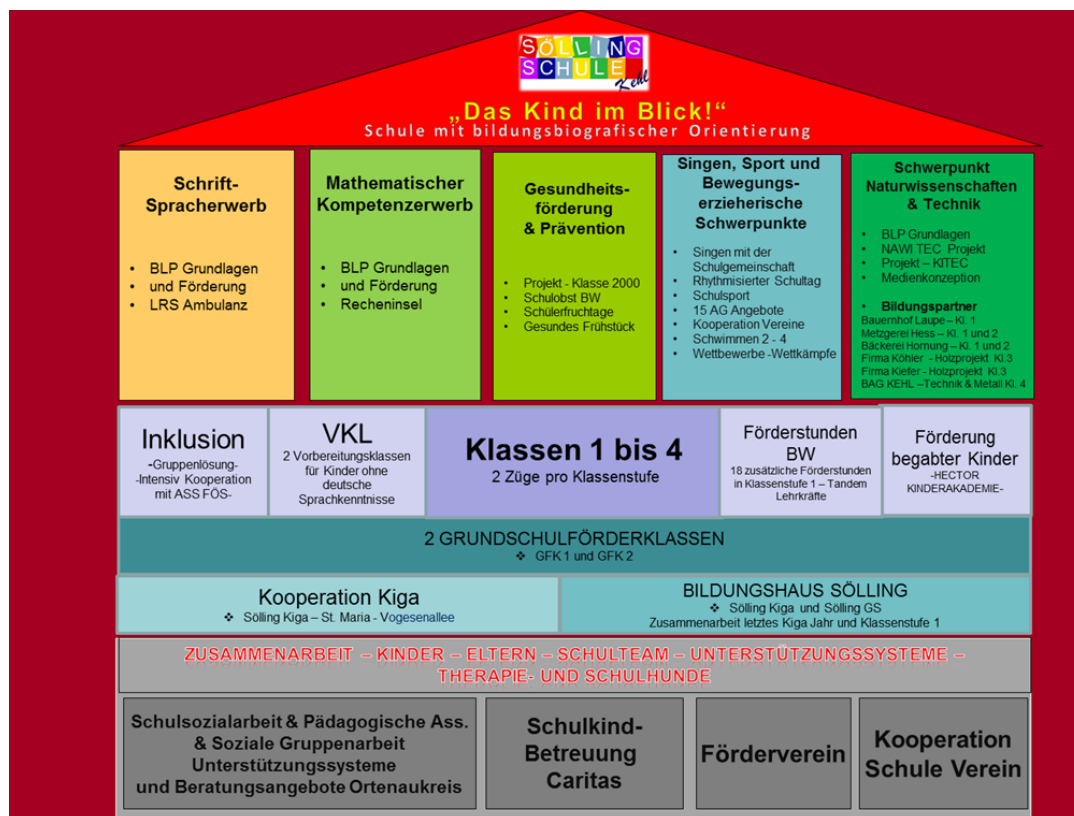 SÖLLING
SCHULE
Kehl
„Das Kind im Blick!“
Schule mit bildungsbiografischer Orientierung
Schrift-
Spracherwerb
• BLP Grundlagen
• und Förderung
• LRS Ambulanz
Mathematischer
Kompetenzerwerb
• BLP Grundlagen
• und Förderung
• Recheninsel
Gesundheits-
förderung
& Prävention
• Projekt - Klasse 2000
• Schulobst BW
• Schülerfruchtage
• Gesundes Frühstück
Singen, Sport und
Bewegungs-
erzieherische
Schwerpunkte
• Singen mit der
Schulgemeinschaft
• Rhythmisierter Schultag
• Schulsport
• 15 AG Angebote
• Kooperation Vereine
• Schwimmen 2 - 4
• Wettbewerbe -Wettkämpfe
Schwerpunkt
Naturwissenschaften
& Technik
• BLP Grundlagen
• NAWI TEC Projekt
• Projekt – KITEC
• Medienkonzeption
• Bildungspartner
Bauernhof Laupe – Kl. 1
Metzgerei Hess – Kl. 1 und 2
Bäckerei Hornung – Kl. 1 und 2
Firma Köhler - Holzprojekt Kl.3
Firma Kiefer - Holzprojekt Kl.3
BAG KEHL –Technik & Metall Kl. 4
Inklusion
-Gruppenlösung-
-Intensiv Kooperation
mit ASS FÖS-
VKL
2 Vorbereitungsklassen
für Kinder ohne
deutsche
Sprachkenntnisse
Klassen 1 bis 4
2 Züge pro Klassenstufe
Förderstunden
BW
18 zusätzliche Förderstunden
in Klassenstufe 1 – Tandem
Lehrkräfte
Förderung
begabter Kinder
-HECTOR
KINDERAKADEMIE-
2 GRUNDSCHULFÖRDERKLASSEN
❖ GFK 1 und GFK 2
Kooperation Kiga
❖ Sölling Kiga – St. Maria - Vogesenallee
BILDUNGSHAUS SÖLLING
❖ Sölling Kiga und Sölling GS
Zusammenarbeit letztes Kiga Jahr und Klassenstufe 1
ZUSAMMENARBEIT – KINDER – ELTERN – SCHULTEAM – UNTERSTÜTZUNGSSYSTEME –
THERAPIE- UND SCHULHUNDE
Schulsozialarbeit & Pädagogische Ass.
& Soziale Gruppenarbeit
Unterstützungssysteme
und Beratungsangebote Ortenaukreis
Schulkind-
Betreuung
Caritas
Förderverein
Kooperation
Schule Verein